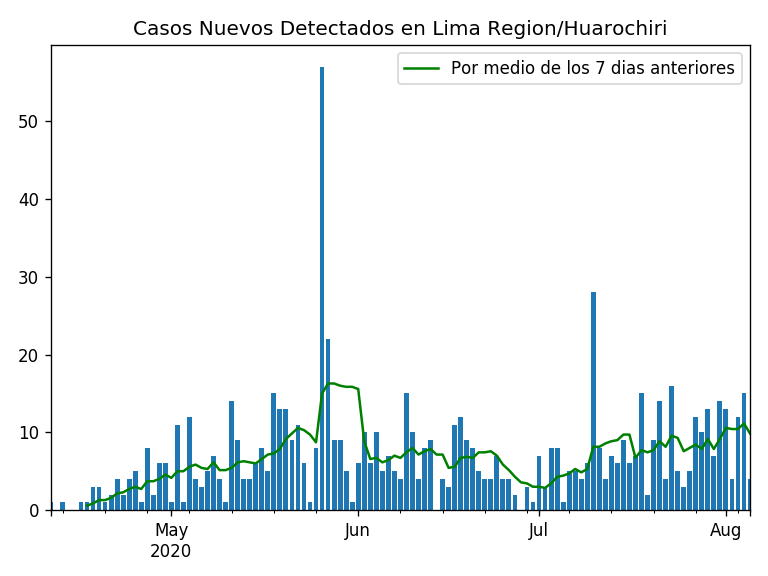 Casos Nuevos Detectados en Lima Region/Huarochiri
Por medio de los 7 dias anteriores
50
40
30
20
10
0
May
2020
Jun
Jul
Aug